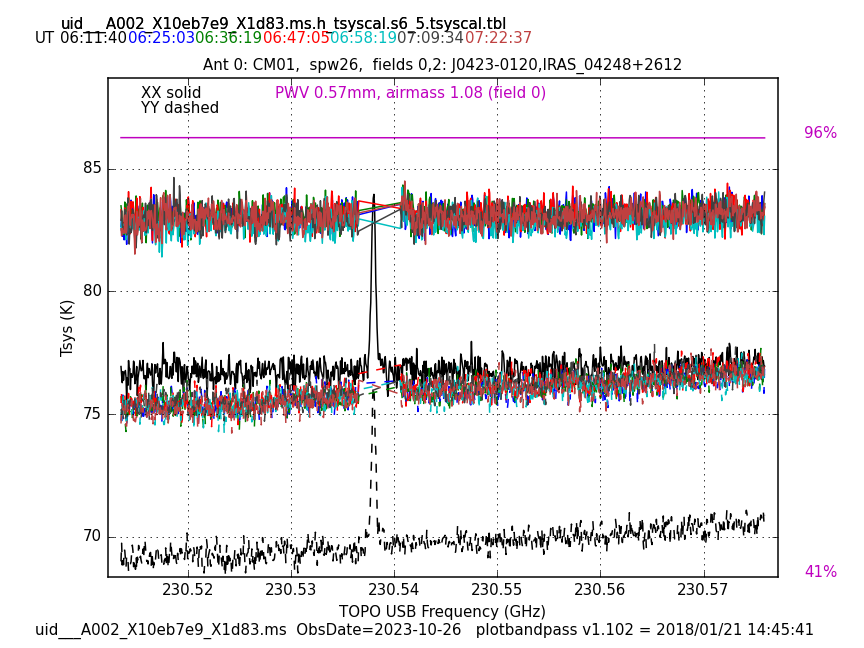 uid___A002_X10eb7e9_X1d83.ms.h_tsyscal.s6_5.tsyscal.tbl
UT 06:11:40 06:25:03 06:36:19 06:47:05 06:58:19 07:09:34 07:22:37
Ant 0: CM01,  spw26,  fields 0,2: J0423-0120,IRAS_04248+2612
XX solid
PWV 0.57mm, airmass 1.08 (field 0)
YY dashed
96%
85
80
Tsys (K)
75
70
41%
230.52 230.53 230.54 230.55 230.56 230.57
TOPO USB Frequency (GHz)
uid___A002_X10eb7e9_X1d83.ms  ObsDate=2023-10-26   plotbandpass v1.102 = 2018/01/21 14:45:41